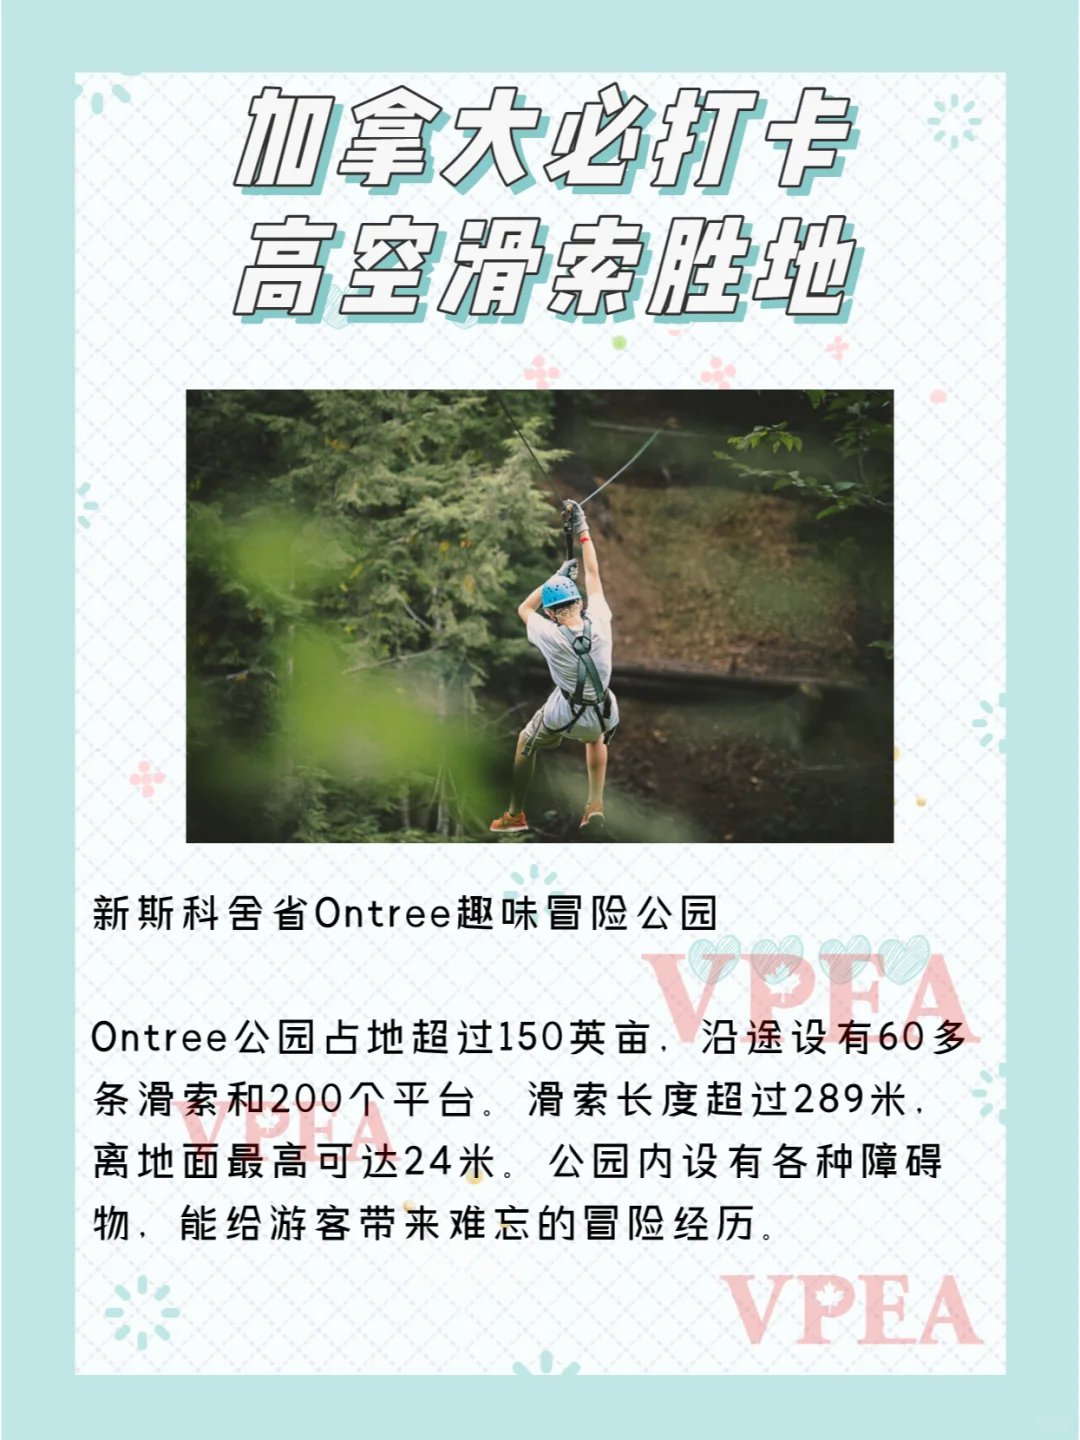 加拿大必打卡
高空滑索胜地
新斯科舍省Ontree趣味冒险公园
VPEA
Ontree公园占地超过150英亩，沿途设有60多
条滑索和200个平台。滑索长度超过289米，
VPEA
离地面最高可达24米。公园内设有各种障碍
物，能给游客带来难忘的冒险经历。
VPEA